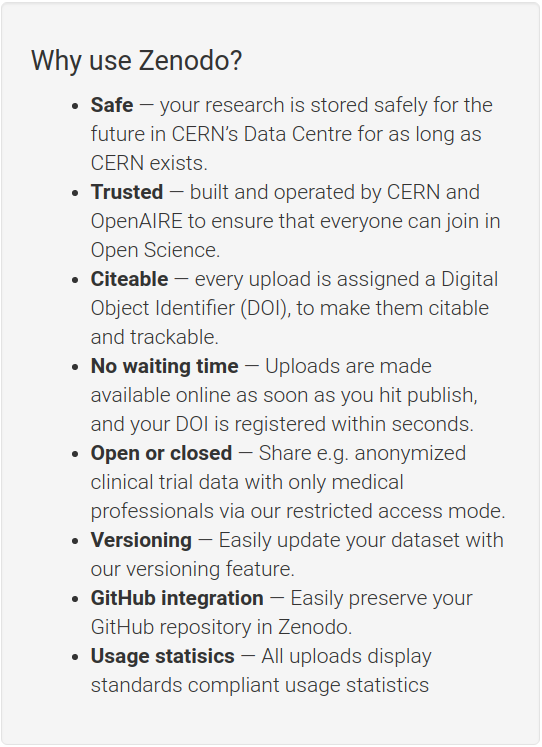 Why use Zenodo?
• Safe — your research is stored safely for the
future in CERN's Data Centre for as long as
CERN exists.
• Trusted — built and operated by CERN and
OpenAIRE to ensure that everyone can join in
Open Science.
• Citeable — every upload is assigned a Digital
Object Identifier (DOI), to make them citable
and trackable.
• No waiting time — Uploads are made
available online as soon as you hit publish,
and your DOI is registered within seconds.
• Open or closed — Share e.g. anonymized
clinical trial data with only medical
professionals via our restricted access mode.
• Versioning — Easily update your dataset with
our versioning feature.
• GitHub integration — Easily preserve your
GitHub repository in Zenodo.
• Usage statisics — All uploads display
standards compliant usage statistics